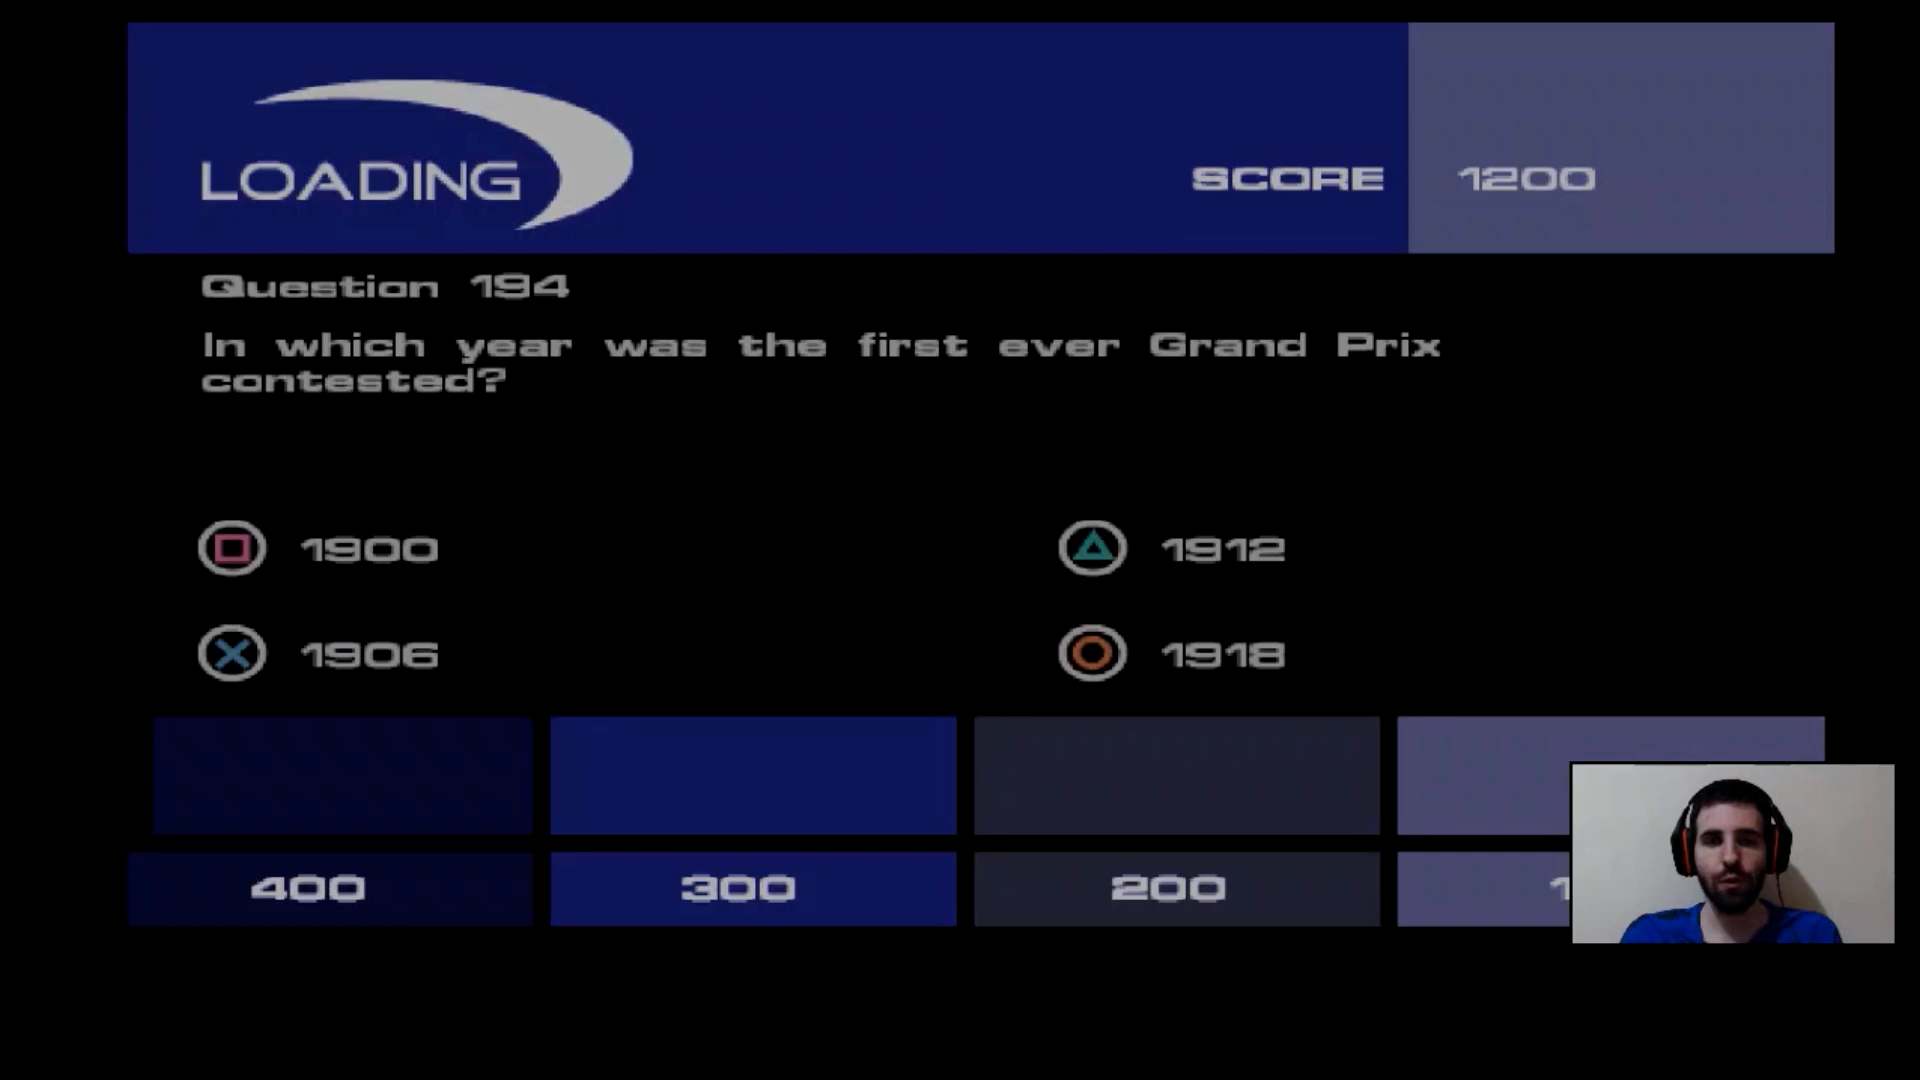 LOADING
SCORE 1200
Question 194
In which year was the first ever Grand Prix
contested?
1900
1912
1906
1918
400
300
200